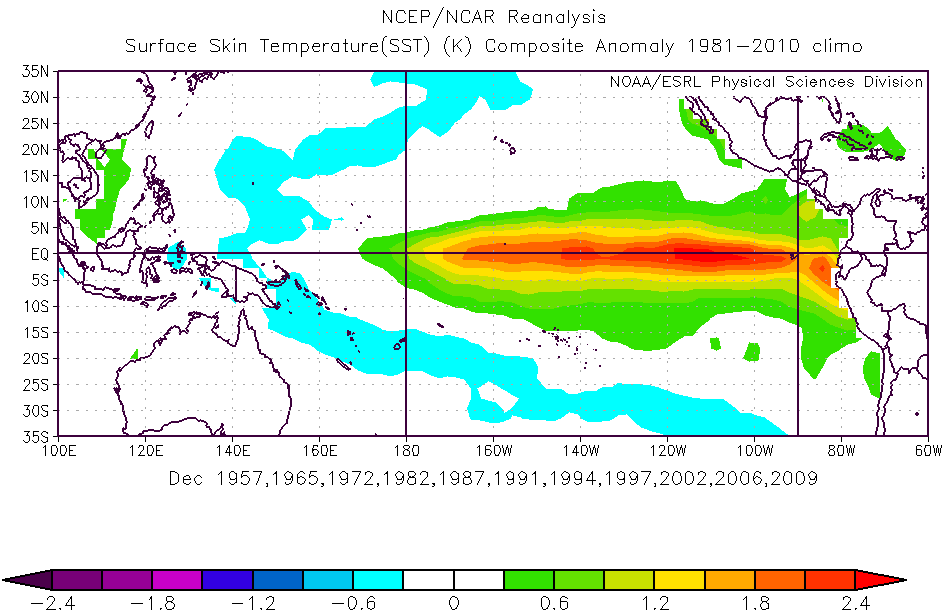 NCEP/NCAR Reanalysis
Surface Skin Temperature(SST) (K) Composite Anomaly 1981-2010 climo
NOAA/ESRL Physical Sciences Division
35N
30N
25N
20N
15N
10N
5N
EQ
5S
10S
15S
20S
25S
30S
35S
100E 120E 140E 160E 180 160W 140W 120W 100W 80W 60W
Dec 1957,1965,1972,1982,1987,1991,1994,1997,2002,2006,2009
-2.4 -1.8 -1.2 -0.6 0 0.6 1.2 1.8 2.4